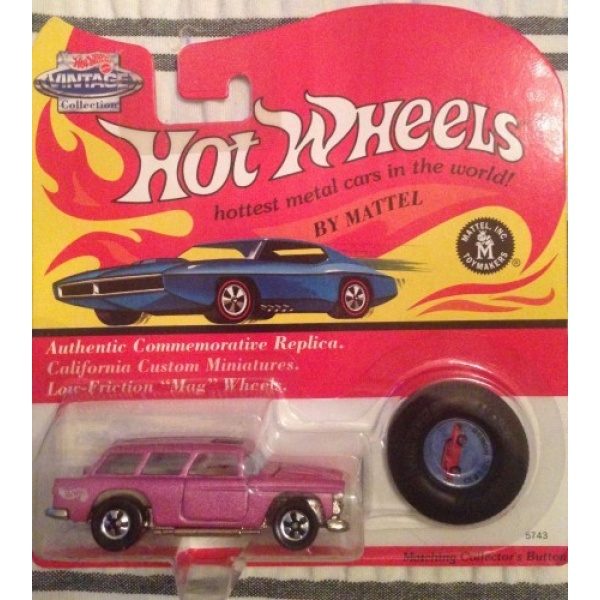 Hot Wheels
VINTAGE
Collection
HOT WHEELS
hottest metal cars in the world!
BY MATTEL
MATTEL, INC.
M
TOYMAKERS
®
Authentic Commemorative Replica.
California Custom Miniatures.
Low-Friction "Mag" Wheels.
5743
Matching Collector's Button